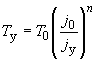 T_y = T_0 (j_0 / j_y)^n